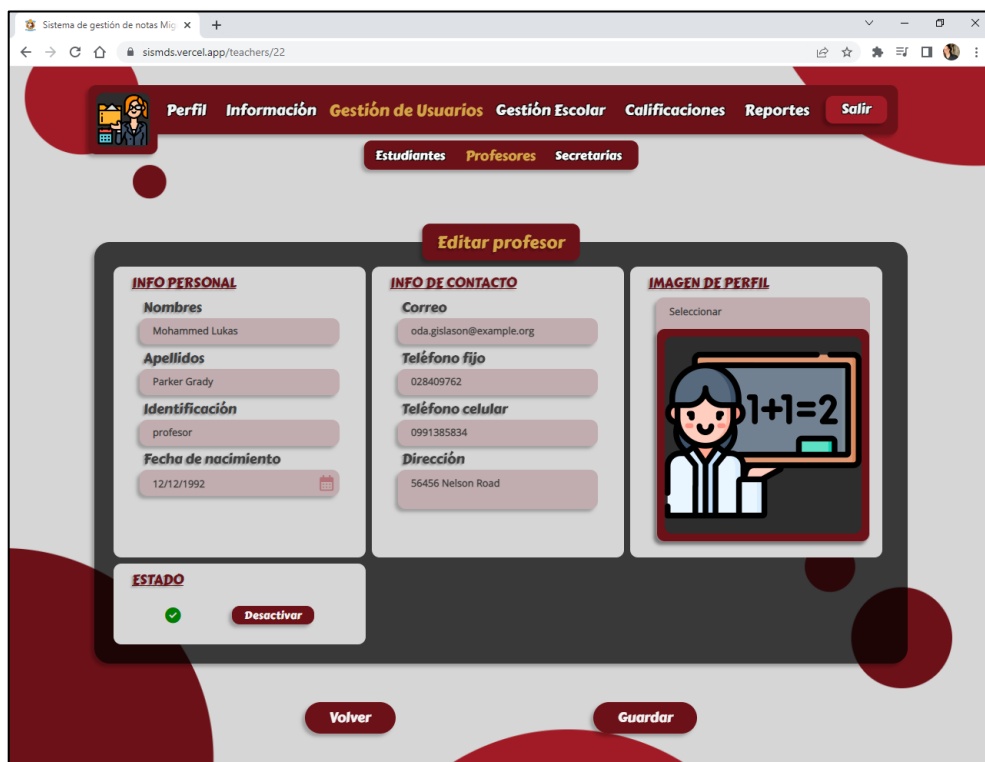 Sistema de gestión de notas Mig
sismds.vercel.app/teachers/22
Perfil Información Gestión de Usuarios Gestión Escolar Calificaciones Reportes Salir
Estudiantes Profesores Secretarias
Editar profesor
INFO PERSONAL
Nombres
Mohammed Lukas
Apellidos
Parker Grady
Identificación
profesor
Fecha de nacimiento
12/12/1992
INFO DE CONTACTO
Correo
oda.gislason@example.org
Teléfono fijo
028409762
Teléfono celular
0991385834
Dirección
56456 Nelson Road
IMAGEN DE PERFIL
Seleccionar
1+1=2
ESTADO
Desactivar
Volver Guardar